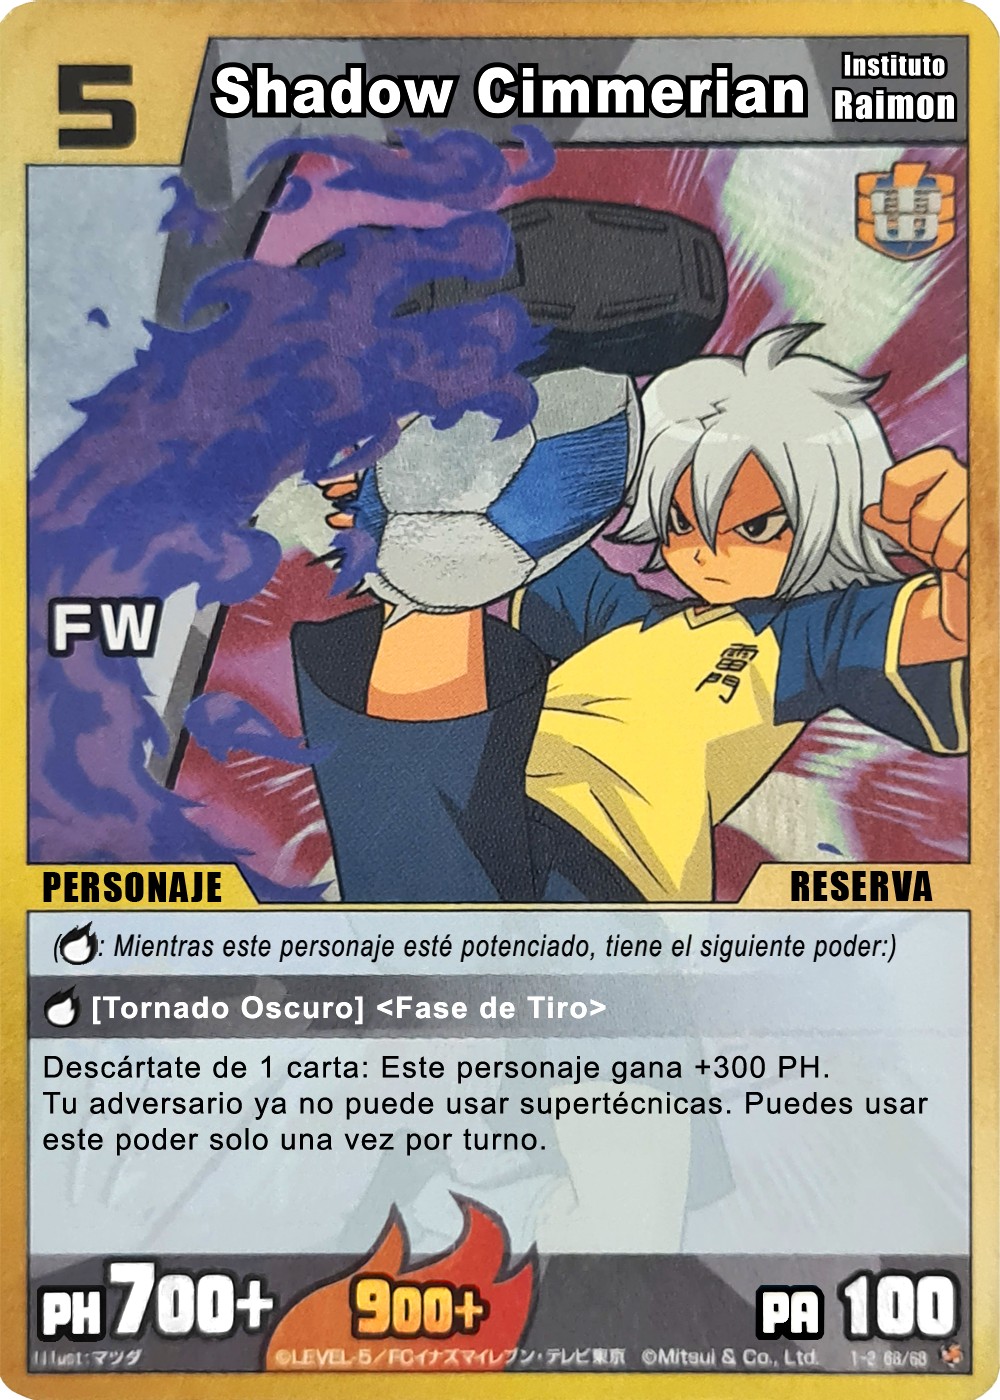 5
Shadow Cimmerian
Instituto
Raimon
雷門
FW
PERSONAJE
RESERVA
(: Mientras este personaje esté potenciado, tiene el siguiente poder:)
[Tornado Oscuro] <Fase de Tiro>
Descártate de 1 carta: Este personaje gana +300 PH.
Tu adversario ya no puede usar supertécnicas. Puedes usar
este poder solo una vez por turno.
PH 700+
900+
PA 100
Illust:マツダ
©LEVEL-5/FCイナズマイレブン・テレビ東京 ©Mitsui & Co., Ltd. 1-2 68/68